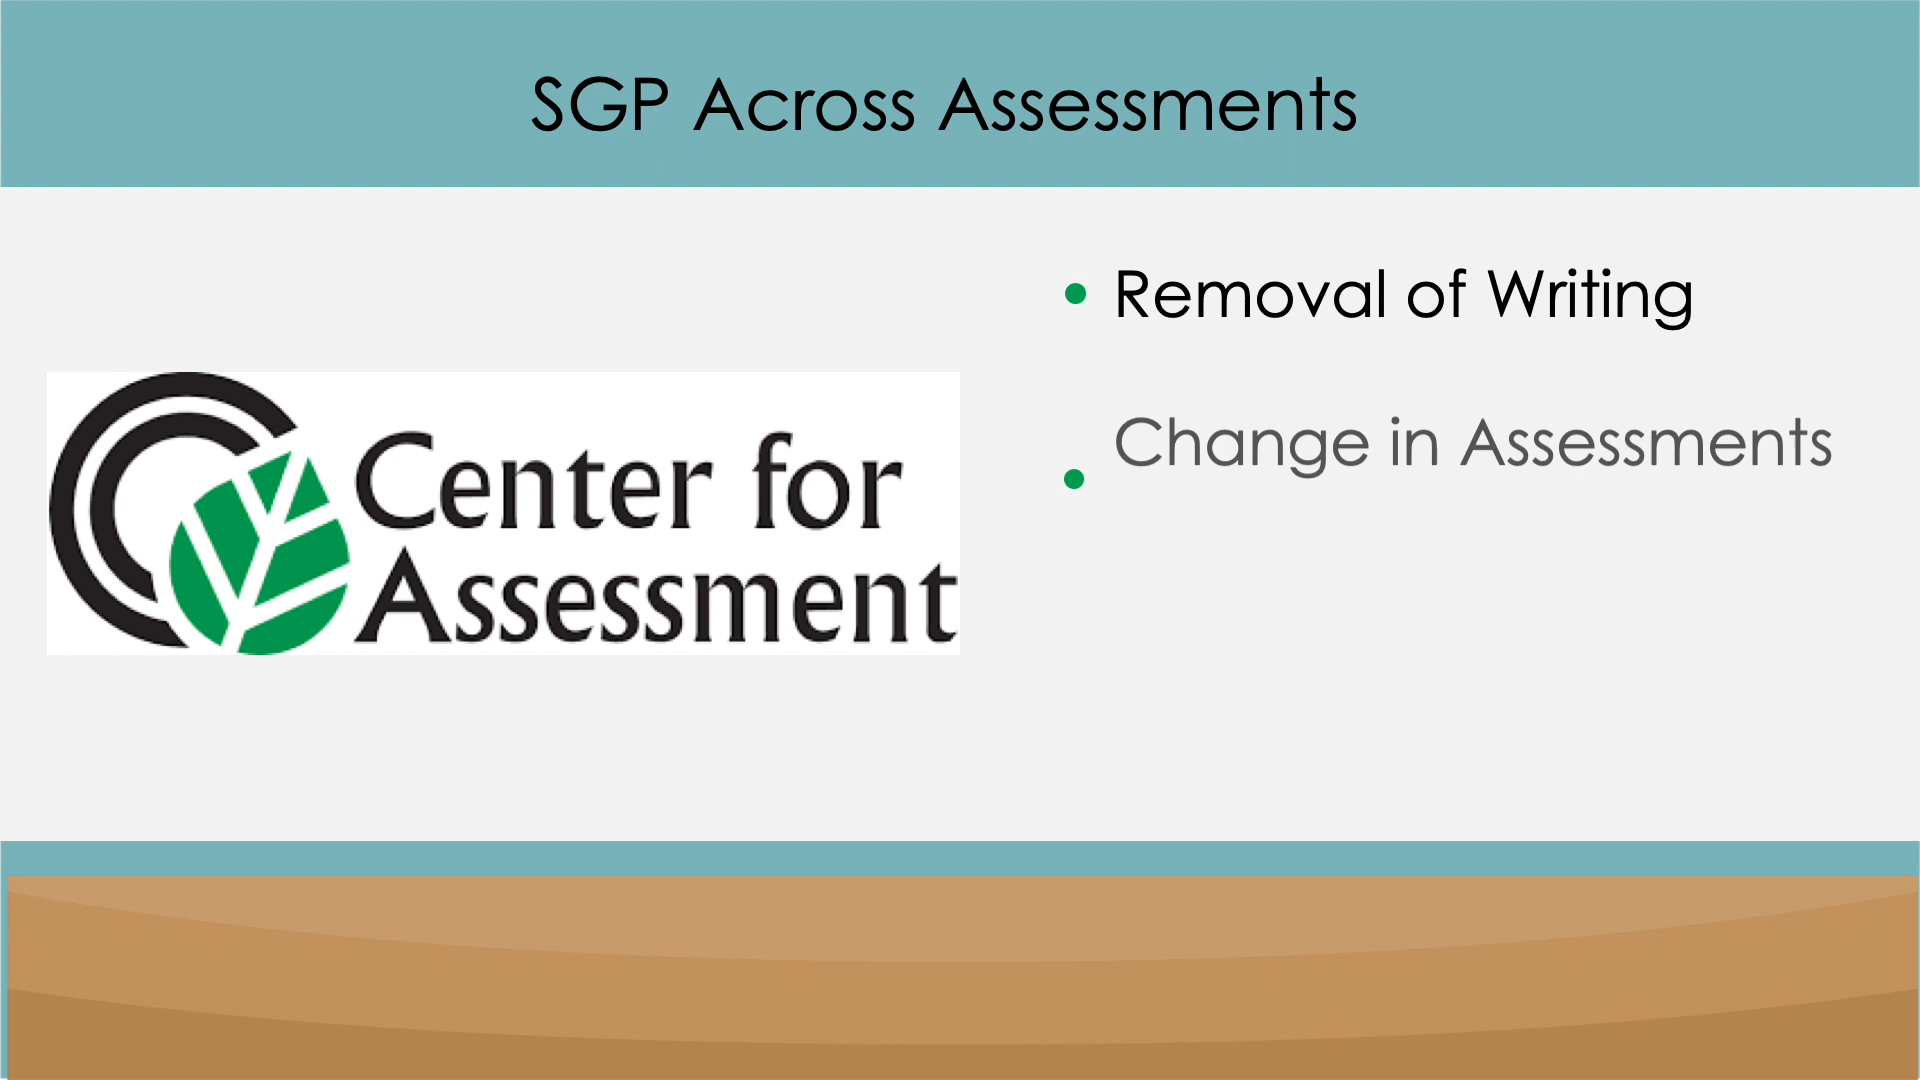 SGP Across Assessments
Center for
Assessment
• Removal of Writing
• Change in Assessments